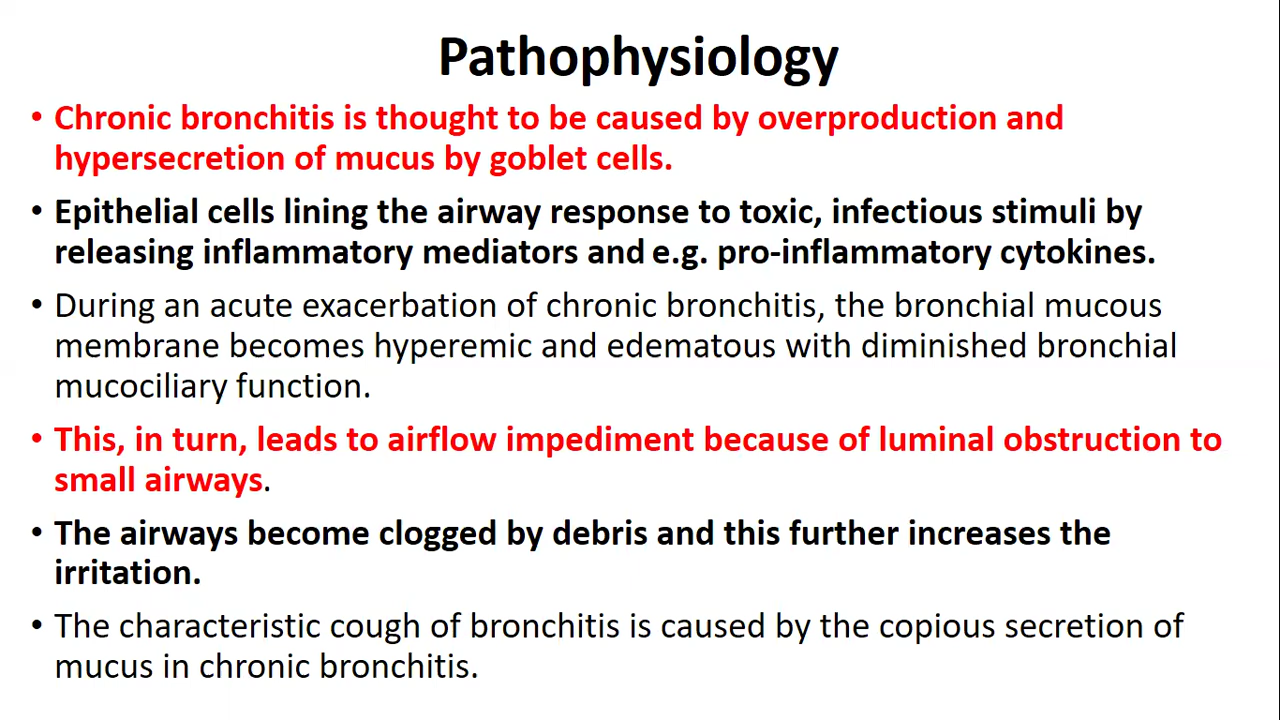 Pathophysiology
• Chronic bronchitis is thought to be caused by overproduction and
hypersecretion of mucus by goblet cells.
• Epithelial cells lining the airway response to toxic, infectious stimuli by
releasing inflammatory mediators and e.g. pro-inflammatory cytokines.
• During an acute exacerbation of chronic bronchitis, the bronchial mucous
membrane becomes hyperemic and edematous with diminished bronchial
mucociliary function.
• This, in turn, leads to airflow impediment because of luminal obstruction to
small airways.
• The airways become clogged by debris and this further increases the
irritation.
• The characteristic cough of bronchitis is caused by the copious secretion of
mucus in chronic bronchitis.